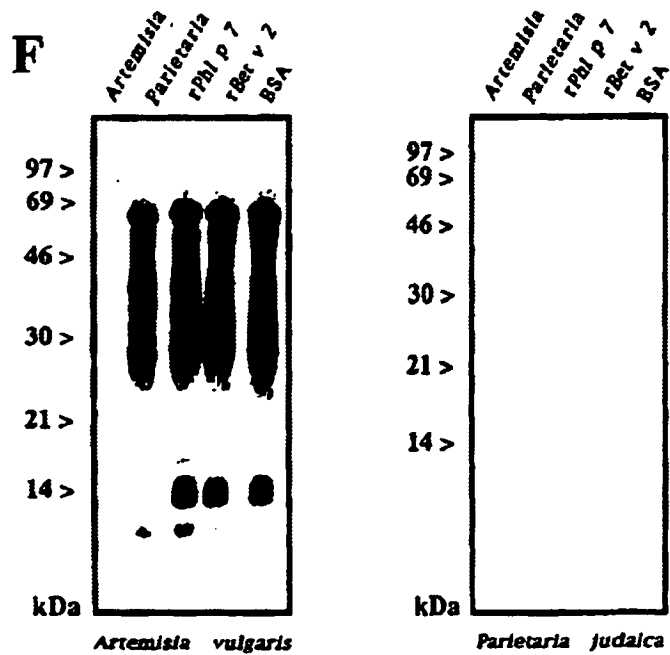 F
Artemisia
Parietaria
rPhl p 7
rBet v 2
BSA
97 >
69 >
46 >
30 >
21 >
14 >
kDa
Artemisia vulgaris
Artemisia
Parietaria
rPhl p 7
rBet v 2
BSA
97 >
69 >
46 >
30 >
21 >
14 >
kDa
Parietaria judaica